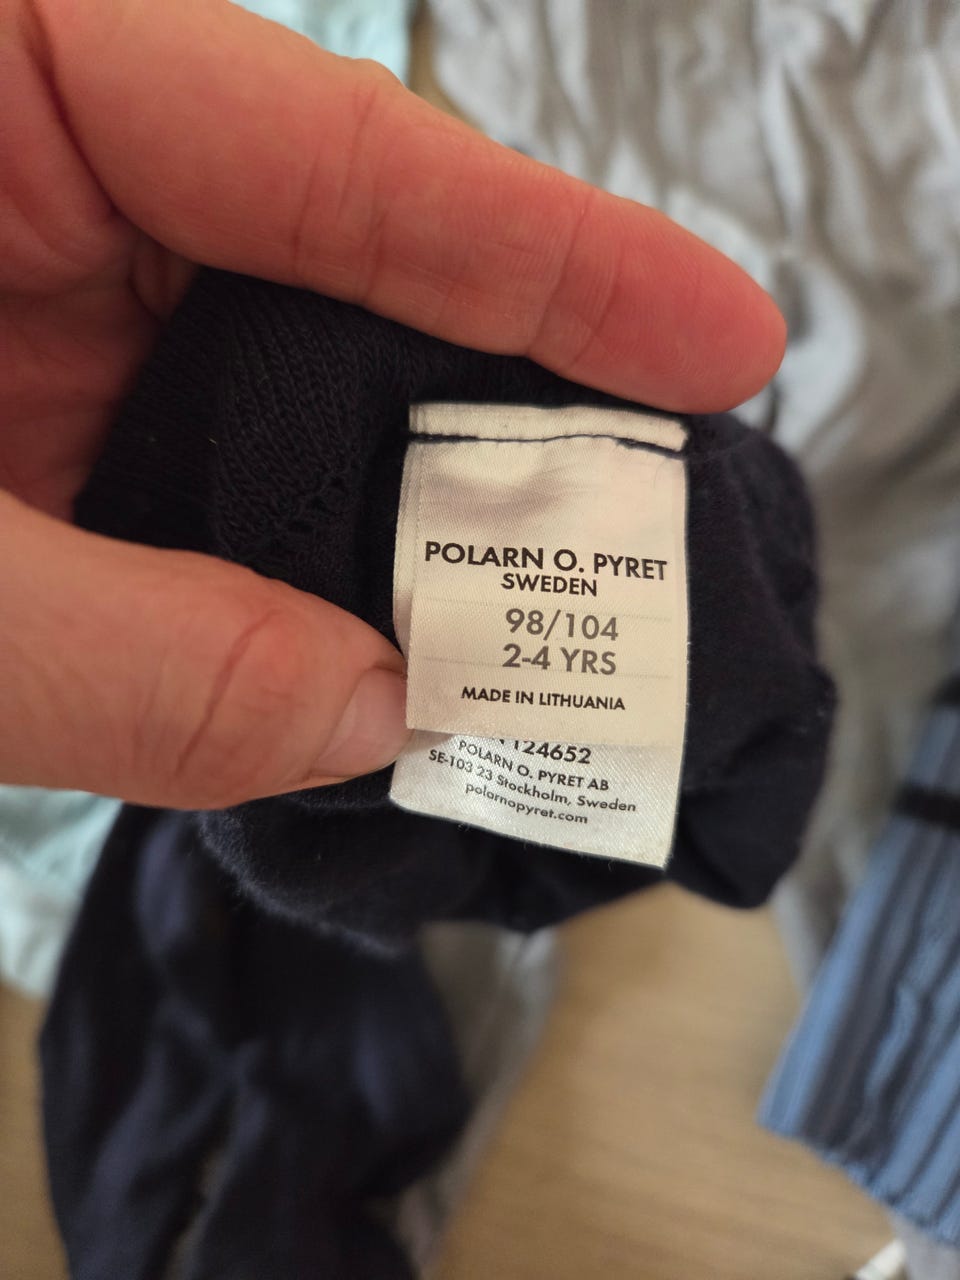 POLARN O. PYRET
SWEDEN
98/104
2-4 YRS
MADE IN LITHUANIA
124652
POLARN O. PYRET AB
SE-103 23 Stockholm, Sweden
polarnopyret.com